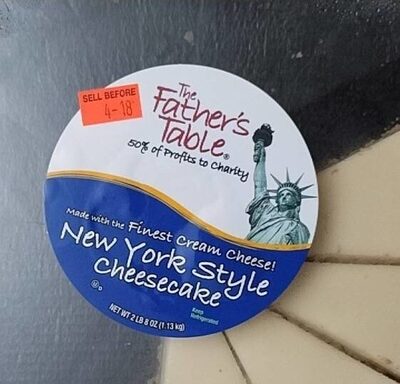 SELL BEFORE
4-18
The
Father's
Table®
50% of Profits to Charity
Made with the Finest Cream Cheese!
New York Style
Cheesecake
Keep
Refrigerated
NET WT 2 LB 8 OZ (1.13 kg)